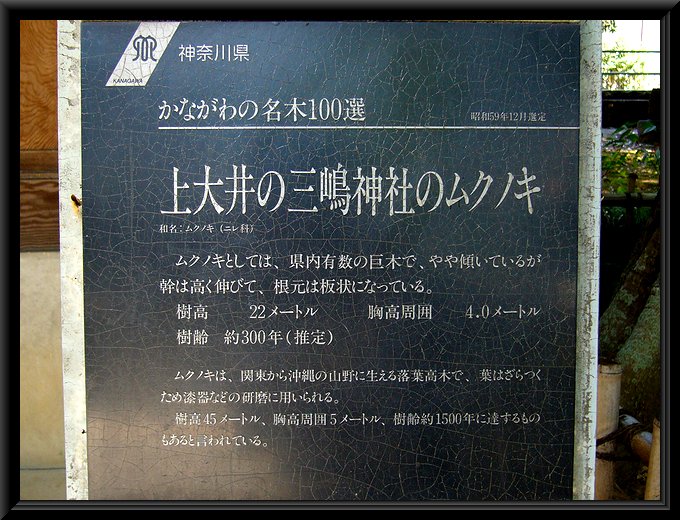 神奈川県
KANAGAWA
かながわの名木100選
昭和59年12月選定
上大井の三嶋神社のムクノキ
和名:ムクノキ(ニレ科)
ムクノキとしては、県内有数の巨木で、やや傾いているが
幹は高く伸びて、根元は板状になっている。
樹高 22メートル 胸高周囲 4.0メートル
樹齢 約300年(推定)
ムクノキは、関東から沖縄の山野に生える落葉高木で、葉はざらつく
ため漆器などの研磨に用いられる。
樹高45メートル、胸高周囲5メートル、樹齢約1500年に達するもの
もあると言われている。